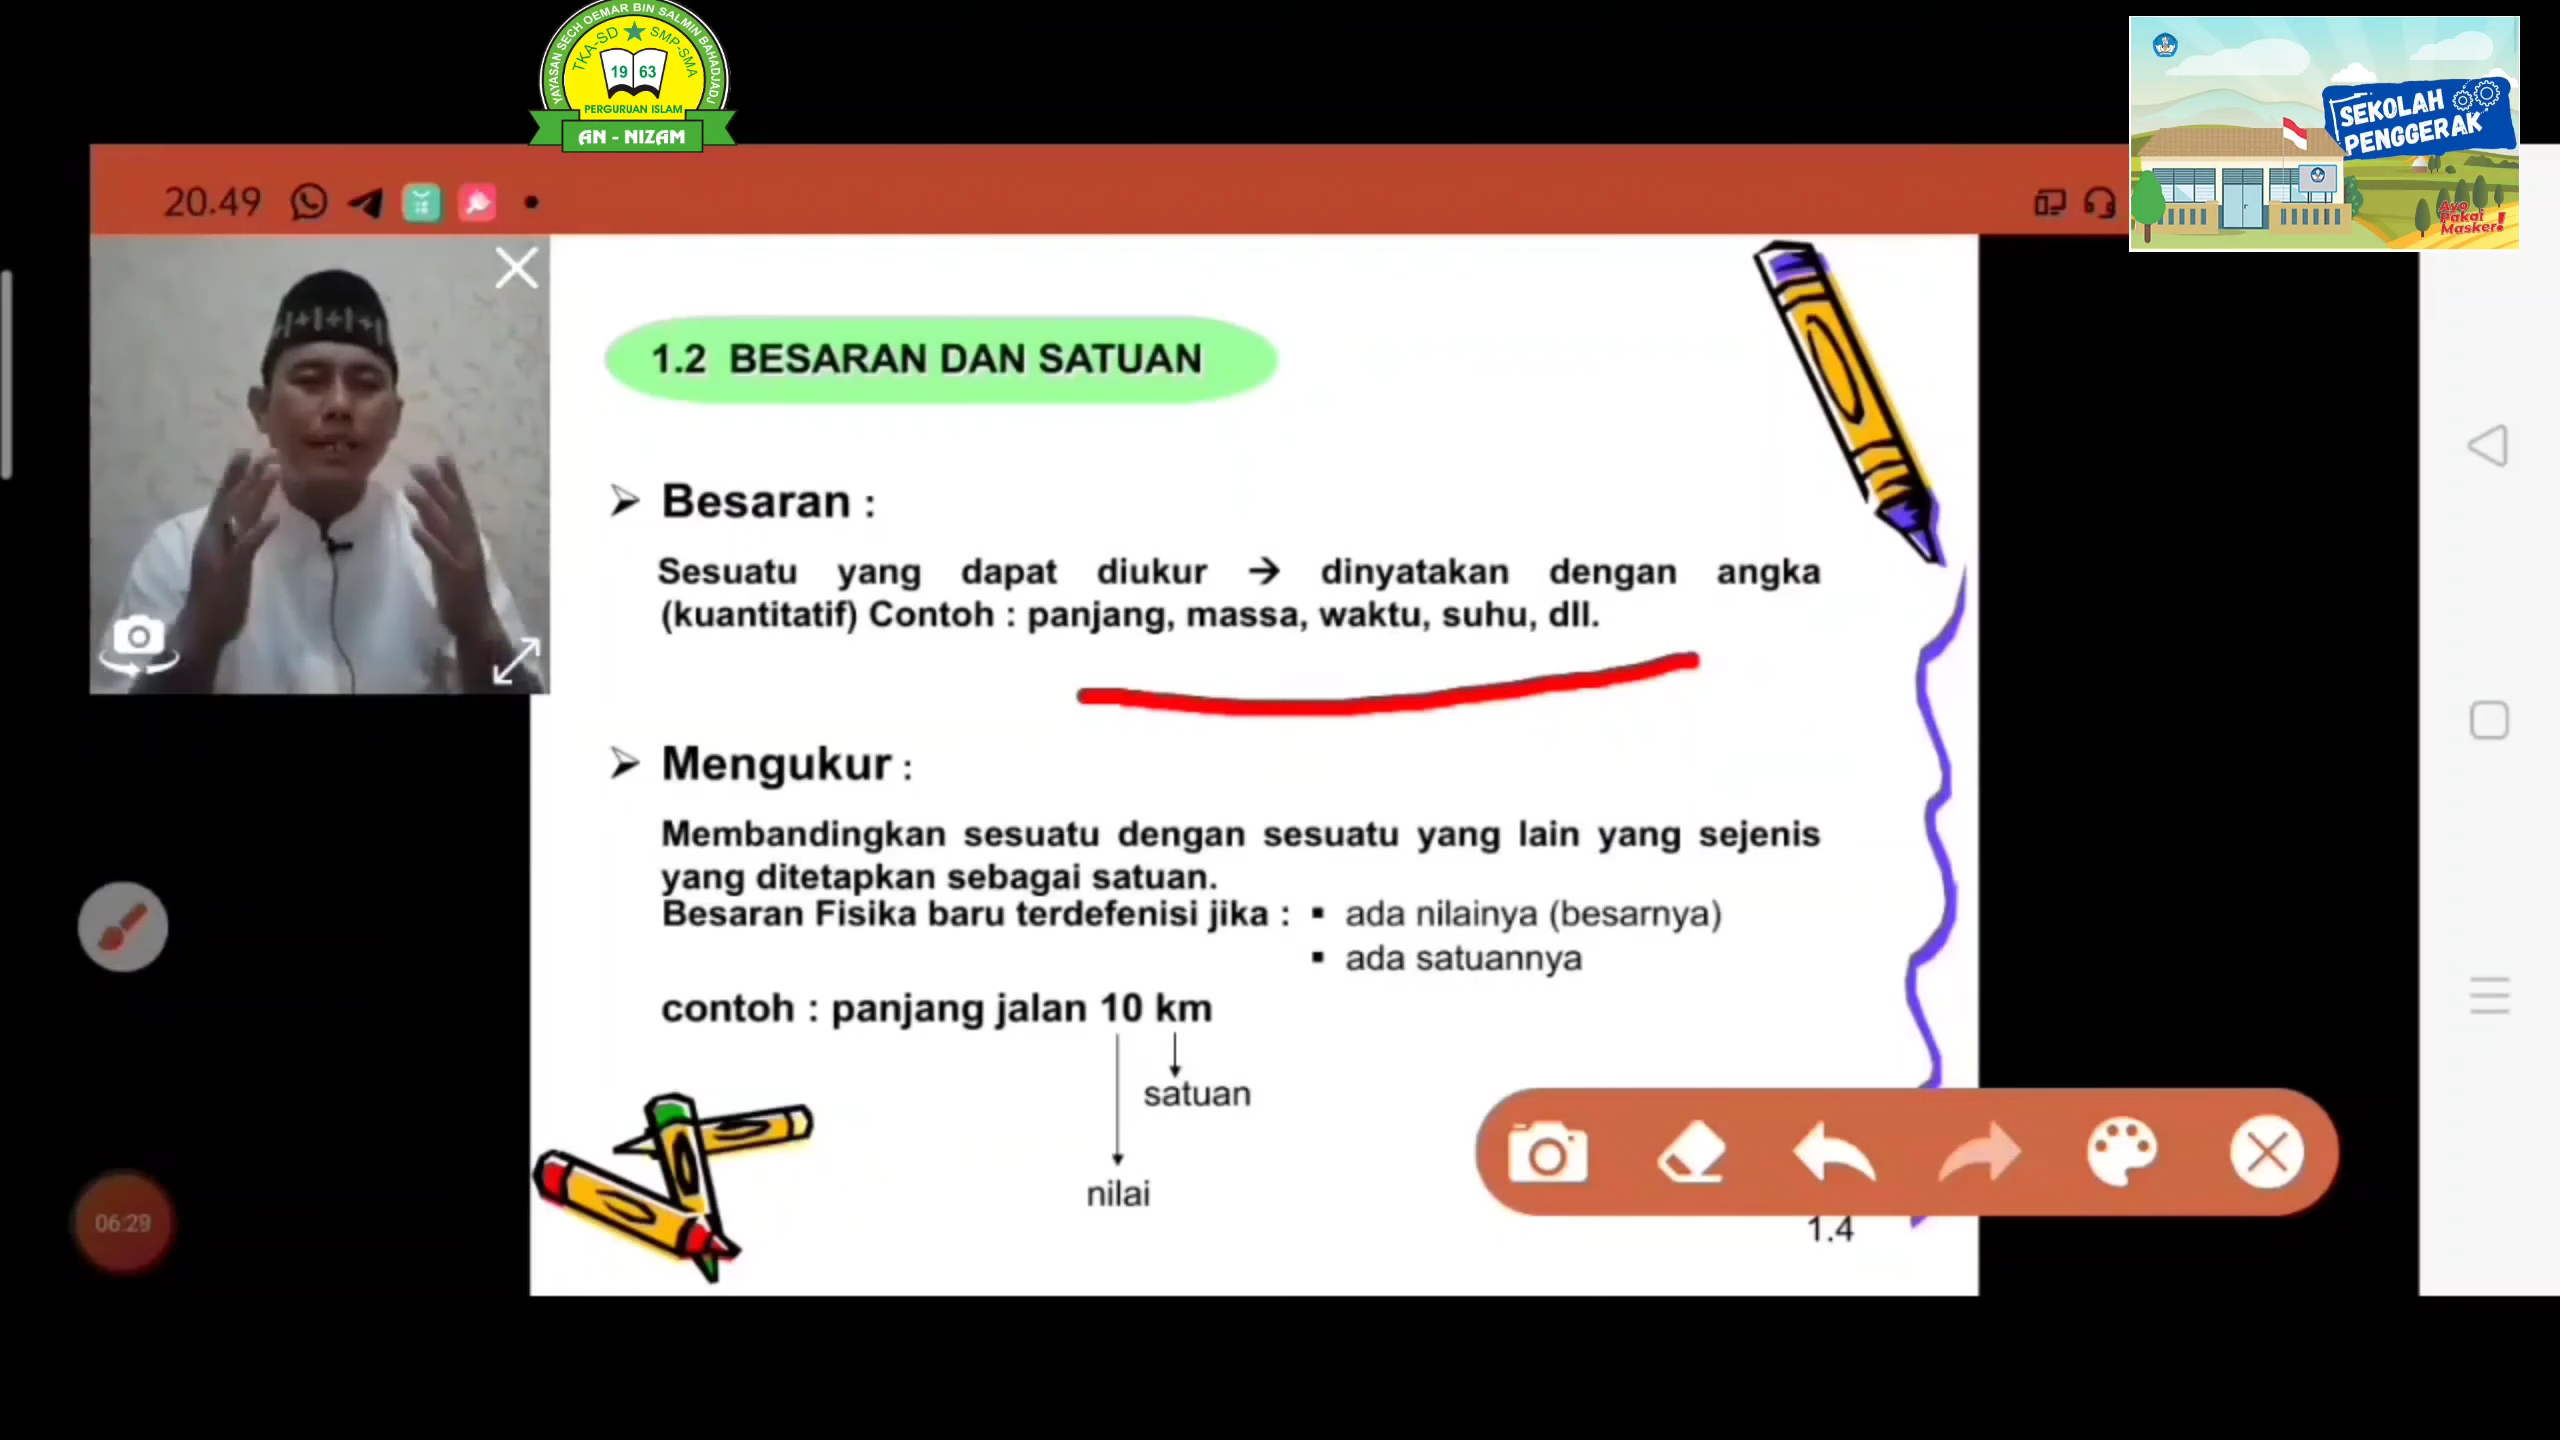 YAYASAN SECH OEMAR BIN SALMIN BAHADJADJ
TKA-SD SMP-SMA
19 63
PERGURUAN ISLAM
AN - NIZAM
SEKOLAH
PENGGERAK
Ayo
Pakai
Masker!
20.49
1.2 BESARAN DAN SATUAN
➢ Besaran :
Sesuatu yang dapat diukur → dinyatakan dengan angka
(kuantitatif) Contoh : panjang, massa, waktu, suhu, dll.
➢ Mengukur :
Membandingkan sesuatu dengan sesuatu yang lain yang sejenis
yang ditetapkan sebagai satuan.
Besaran Fisika baru terdefenisi jika : ▪ ada nilainya (besarnya)
▪ ada satuannya
contoh : panjang jalan 10 km
satuan
nilai
06:29
1.4